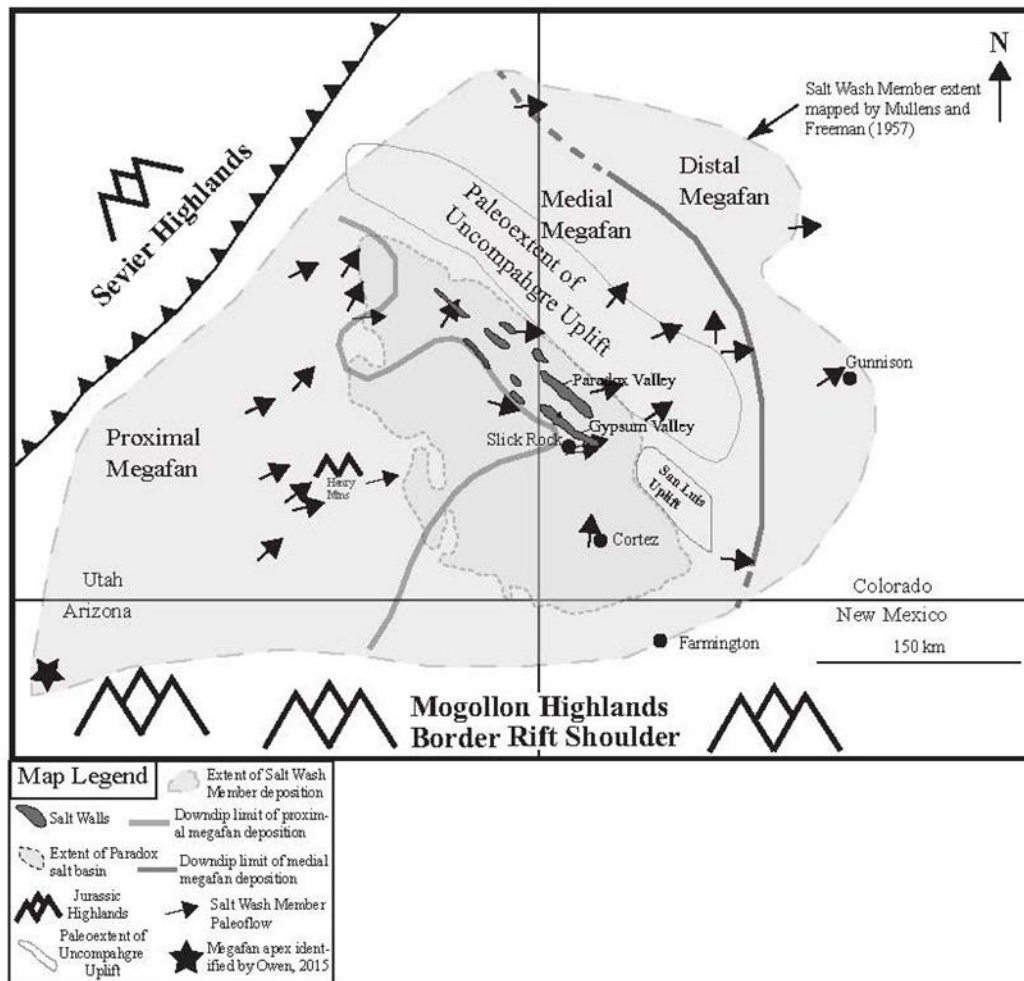 N
Salt Wash Member extent
mapped by Mullens and
Freeman (1957)
Sevier Highlands
Distal
Megafan
Medial
Megafan
Paleoextent of
Uncompahgre Uplift
Gunnison
Paradox Valley
Gypsum Valley
Slick Rock
Proximal
Megafan
Henry
Mtns
San Luis
Uplift
Cortez
Utah
Arizona
Colorado
New Mexico
Farmington
150 km
Mogollon Highlands
Border Rift Shoulder
Map Legend
Extent of Salt Wash
Member deposition
Salt Walls
Downdip limit of proxim-
al megafan deposition
Extent of Paradox
salt basin
Downdip limit of medial
megafan deposition
Jurassic
Highlands
Salt Wash Member
Paleoflow
Paleoextent of
Uncompahgre
Uplift
Megafan apex ident-
ified by Owen, 2015